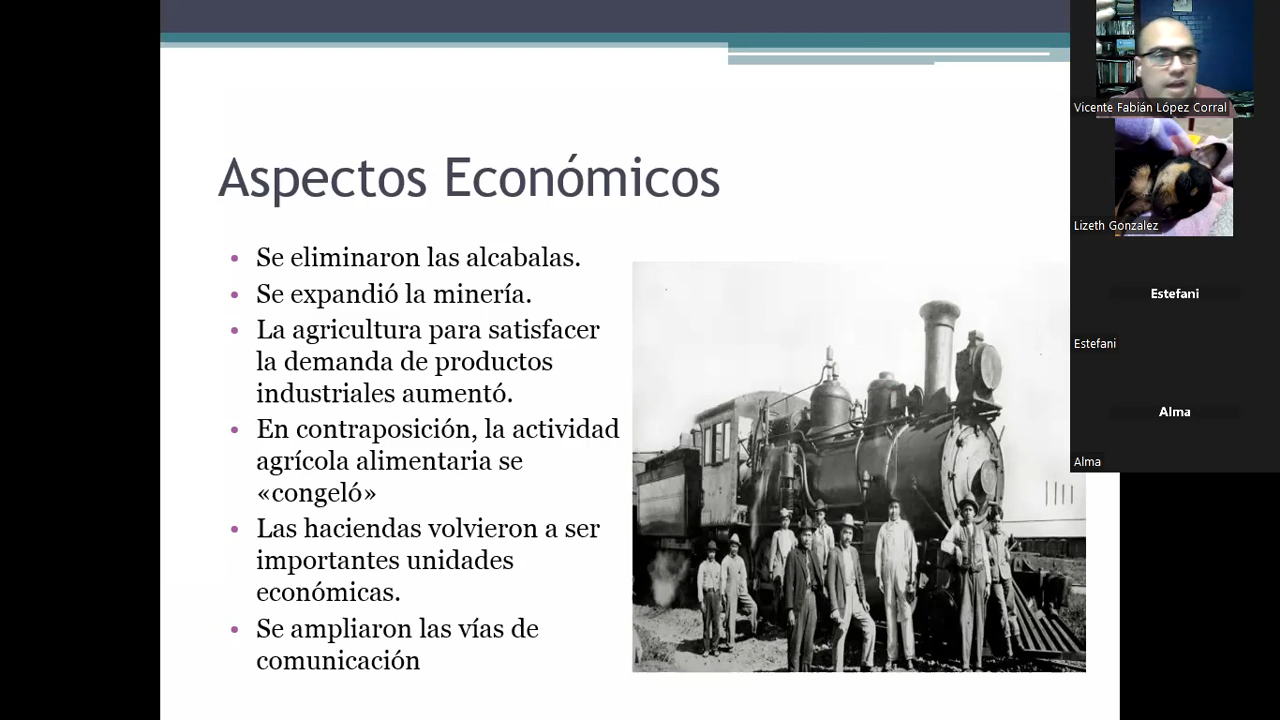 Aspectos Económicos
• Se eliminaron las alcabalas.
• Se expandió la minería.
• La agricultura para satisfacer
la demanda de productos
industriales aumentó.
• En contraposición, la actividad
agrícola alimentaria se
«congeló»
• Las haciendas volvieron a ser
importantes unidades
económicas.
• Se ampliaron las vías de
comunicación
Vicente Fabián López Corral
Lizeth Gonzalez
Estefani
Estefani
Alma
Alma